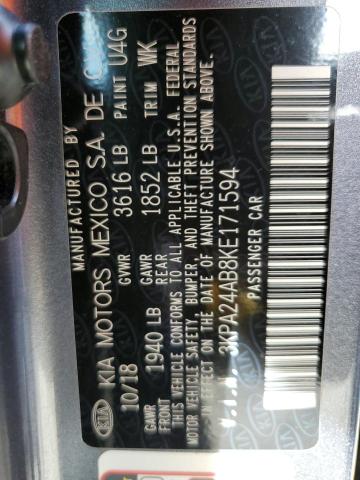 MANUFACTURED BY
KIA KIA MOTORS MEXICO S.A. DE C.
10/18 GVWR 3616 LB PAINT U4G
GAWR FRONT 1940 LB GAWR REAR 1852 LB TRIM WK
THIS VEHICLE CONFORMS TO ALL APPLICABLE U.S.A. FEDERAL
MOTOR VEHICLE SAFETY, BUMPER, AND THEFT PREVENTION STANDARDS
IN EFFECT ON THE DATE OF MANUFACTURE SHOWN ABOVE.
V.I.N. 3KPA24AB8KE171594
PASSENGER CAR